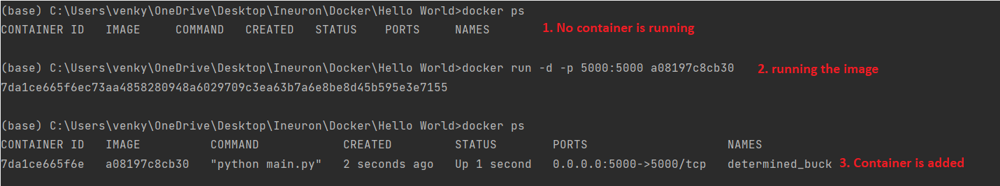 (base) C:\Users\venky\OneDrive\Desktop\Ineuron\Docker\Hello World>docker ps
CONTAINER ID   IMAGE     COMMAND   CREATED   STATUS    PORTS     NAMES 1. No container is running
(base) C:\Users\venky\OneDrive\Desktop\Ineuron\Docker\Hello World>docker run -d -p 5000:5000 a08197c8cb30 2. running the image
7da1ce665f6ec73aa4858280948a6029709c3ea63b7a6e8be8d45b595e3e7155
(base) C:\Users\venky\OneDrive\Desktop\Ineuron\Docker\Hello World>docker ps
CONTAINER ID   IMAGE          COMMAND            CREATED         STATUS        PORTS                    NAMES
7da1ce665f6e   a08197c8cb30   "python main.py"   2 seconds ago   Up 1 second   0.0.0.0:5000->5000/tcp   determined_buck 3. Container is added